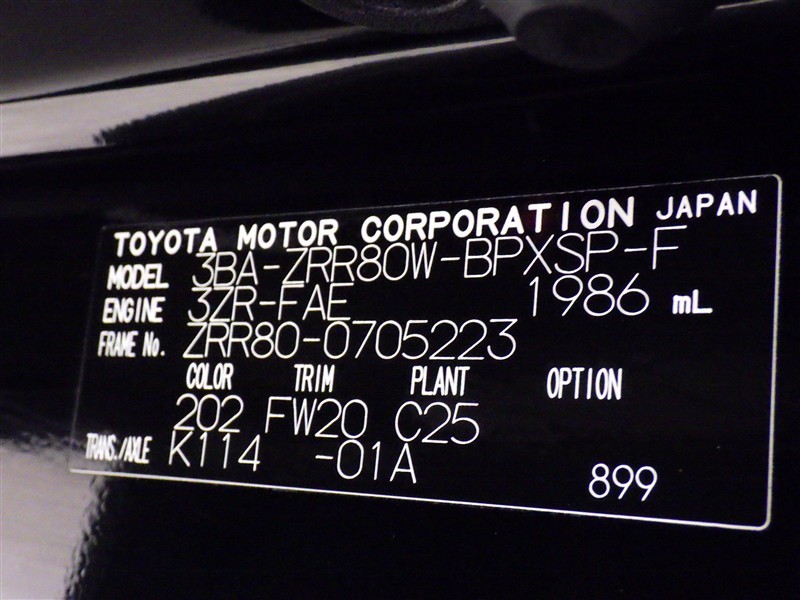 TOYOTA MOTOR CORPORATION JAPAN
MODEL 3BA-ZRR80W-BPXSP-F
ENGINE 3ZR-FAE 1986 mL
FRAME No. ZRR80-0705223
COLOR TRIM PLANT OPTION
202 FW20 C25
TRANS./AXLE K114 -01A
899